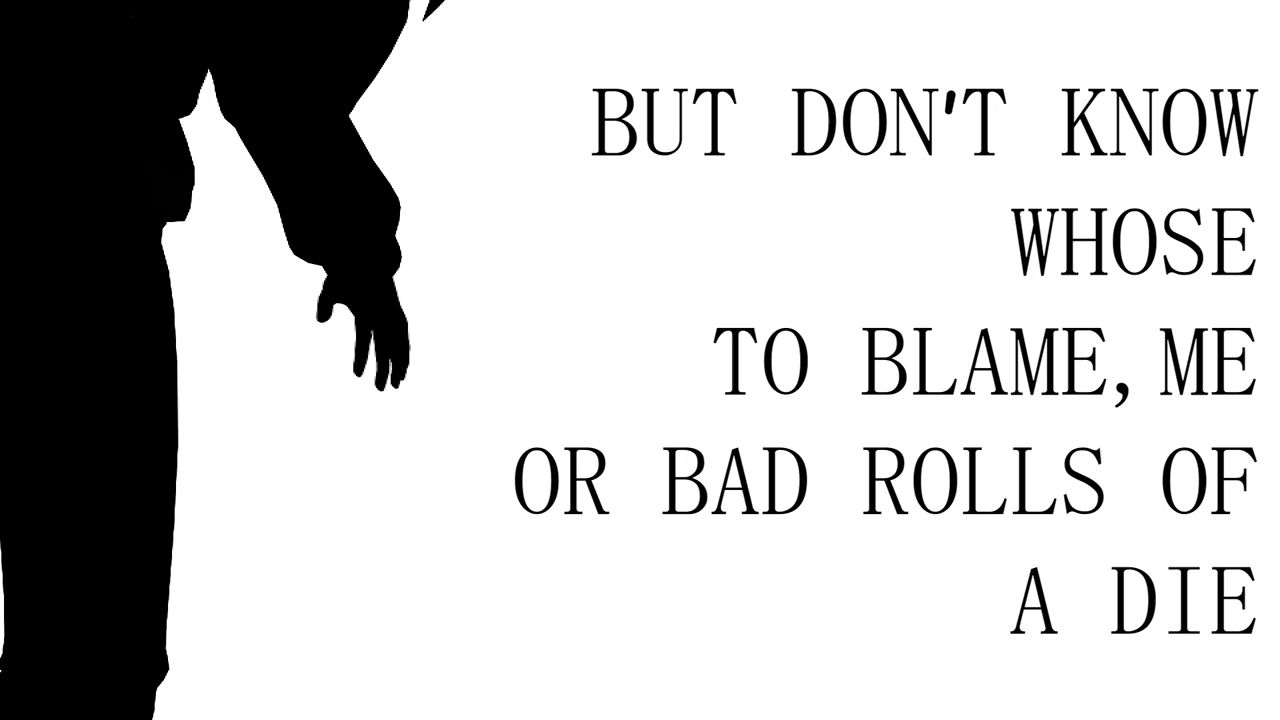 BUT DON'T KNOW
WHOSE
TO BLAME, ME
OR BAD ROLLS OF
A DIE